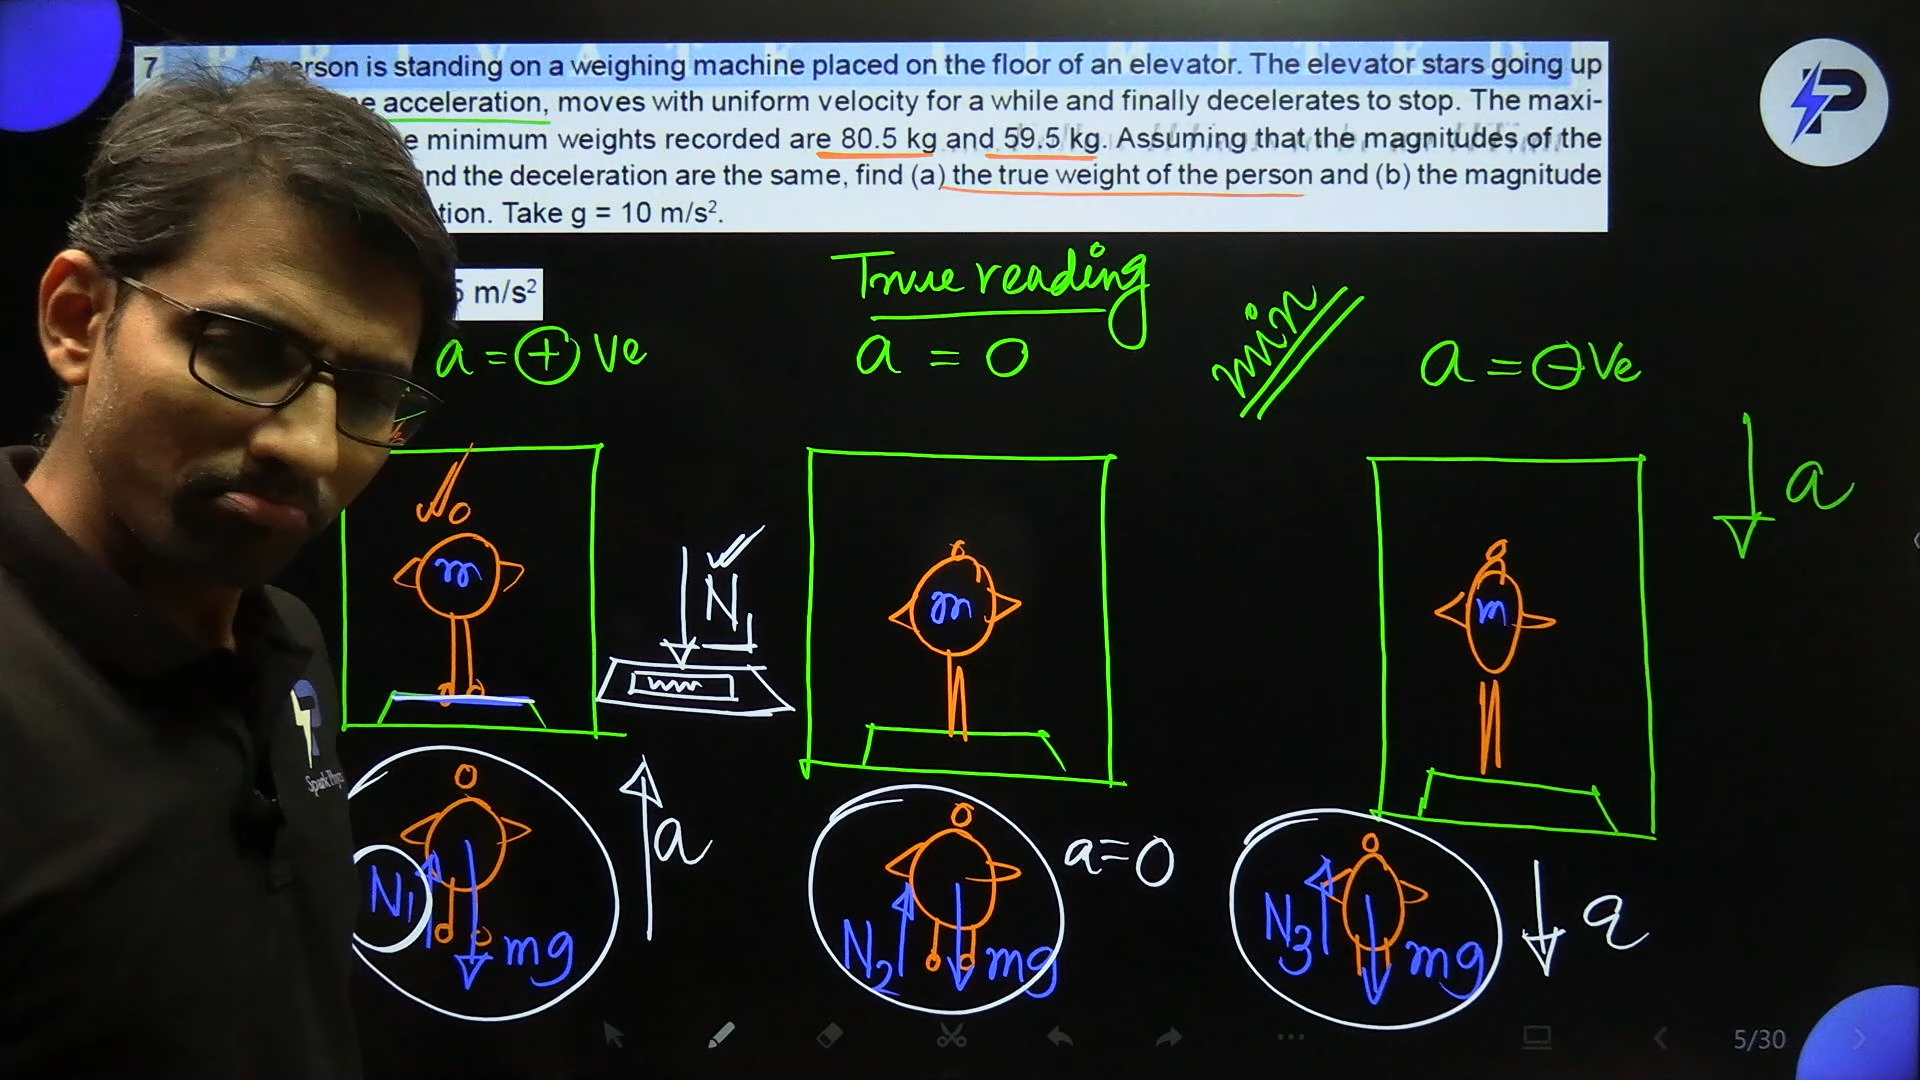 7 A person is standing on a weighing machine placed on the floor of an elevator. The elevator stars going up
acceleration, moves with uniform velocity for a while and finally decelerates to stop. The maxi-
minimum weights recorded are 80.5 kg and 59.5 kg. Assuming that the magnitudes of the
and the deceleration are the same, find (a) the true weight of the person and (b) the magnitude
tion. Take g = 10 m/s².
P
m/s²
True reading
min
a = ⊕ ve
a = 0
a = ⊖ve
a
m
N
m
m
a
a=0
a
N1
mg
N2
mg
N3
mg
5/30